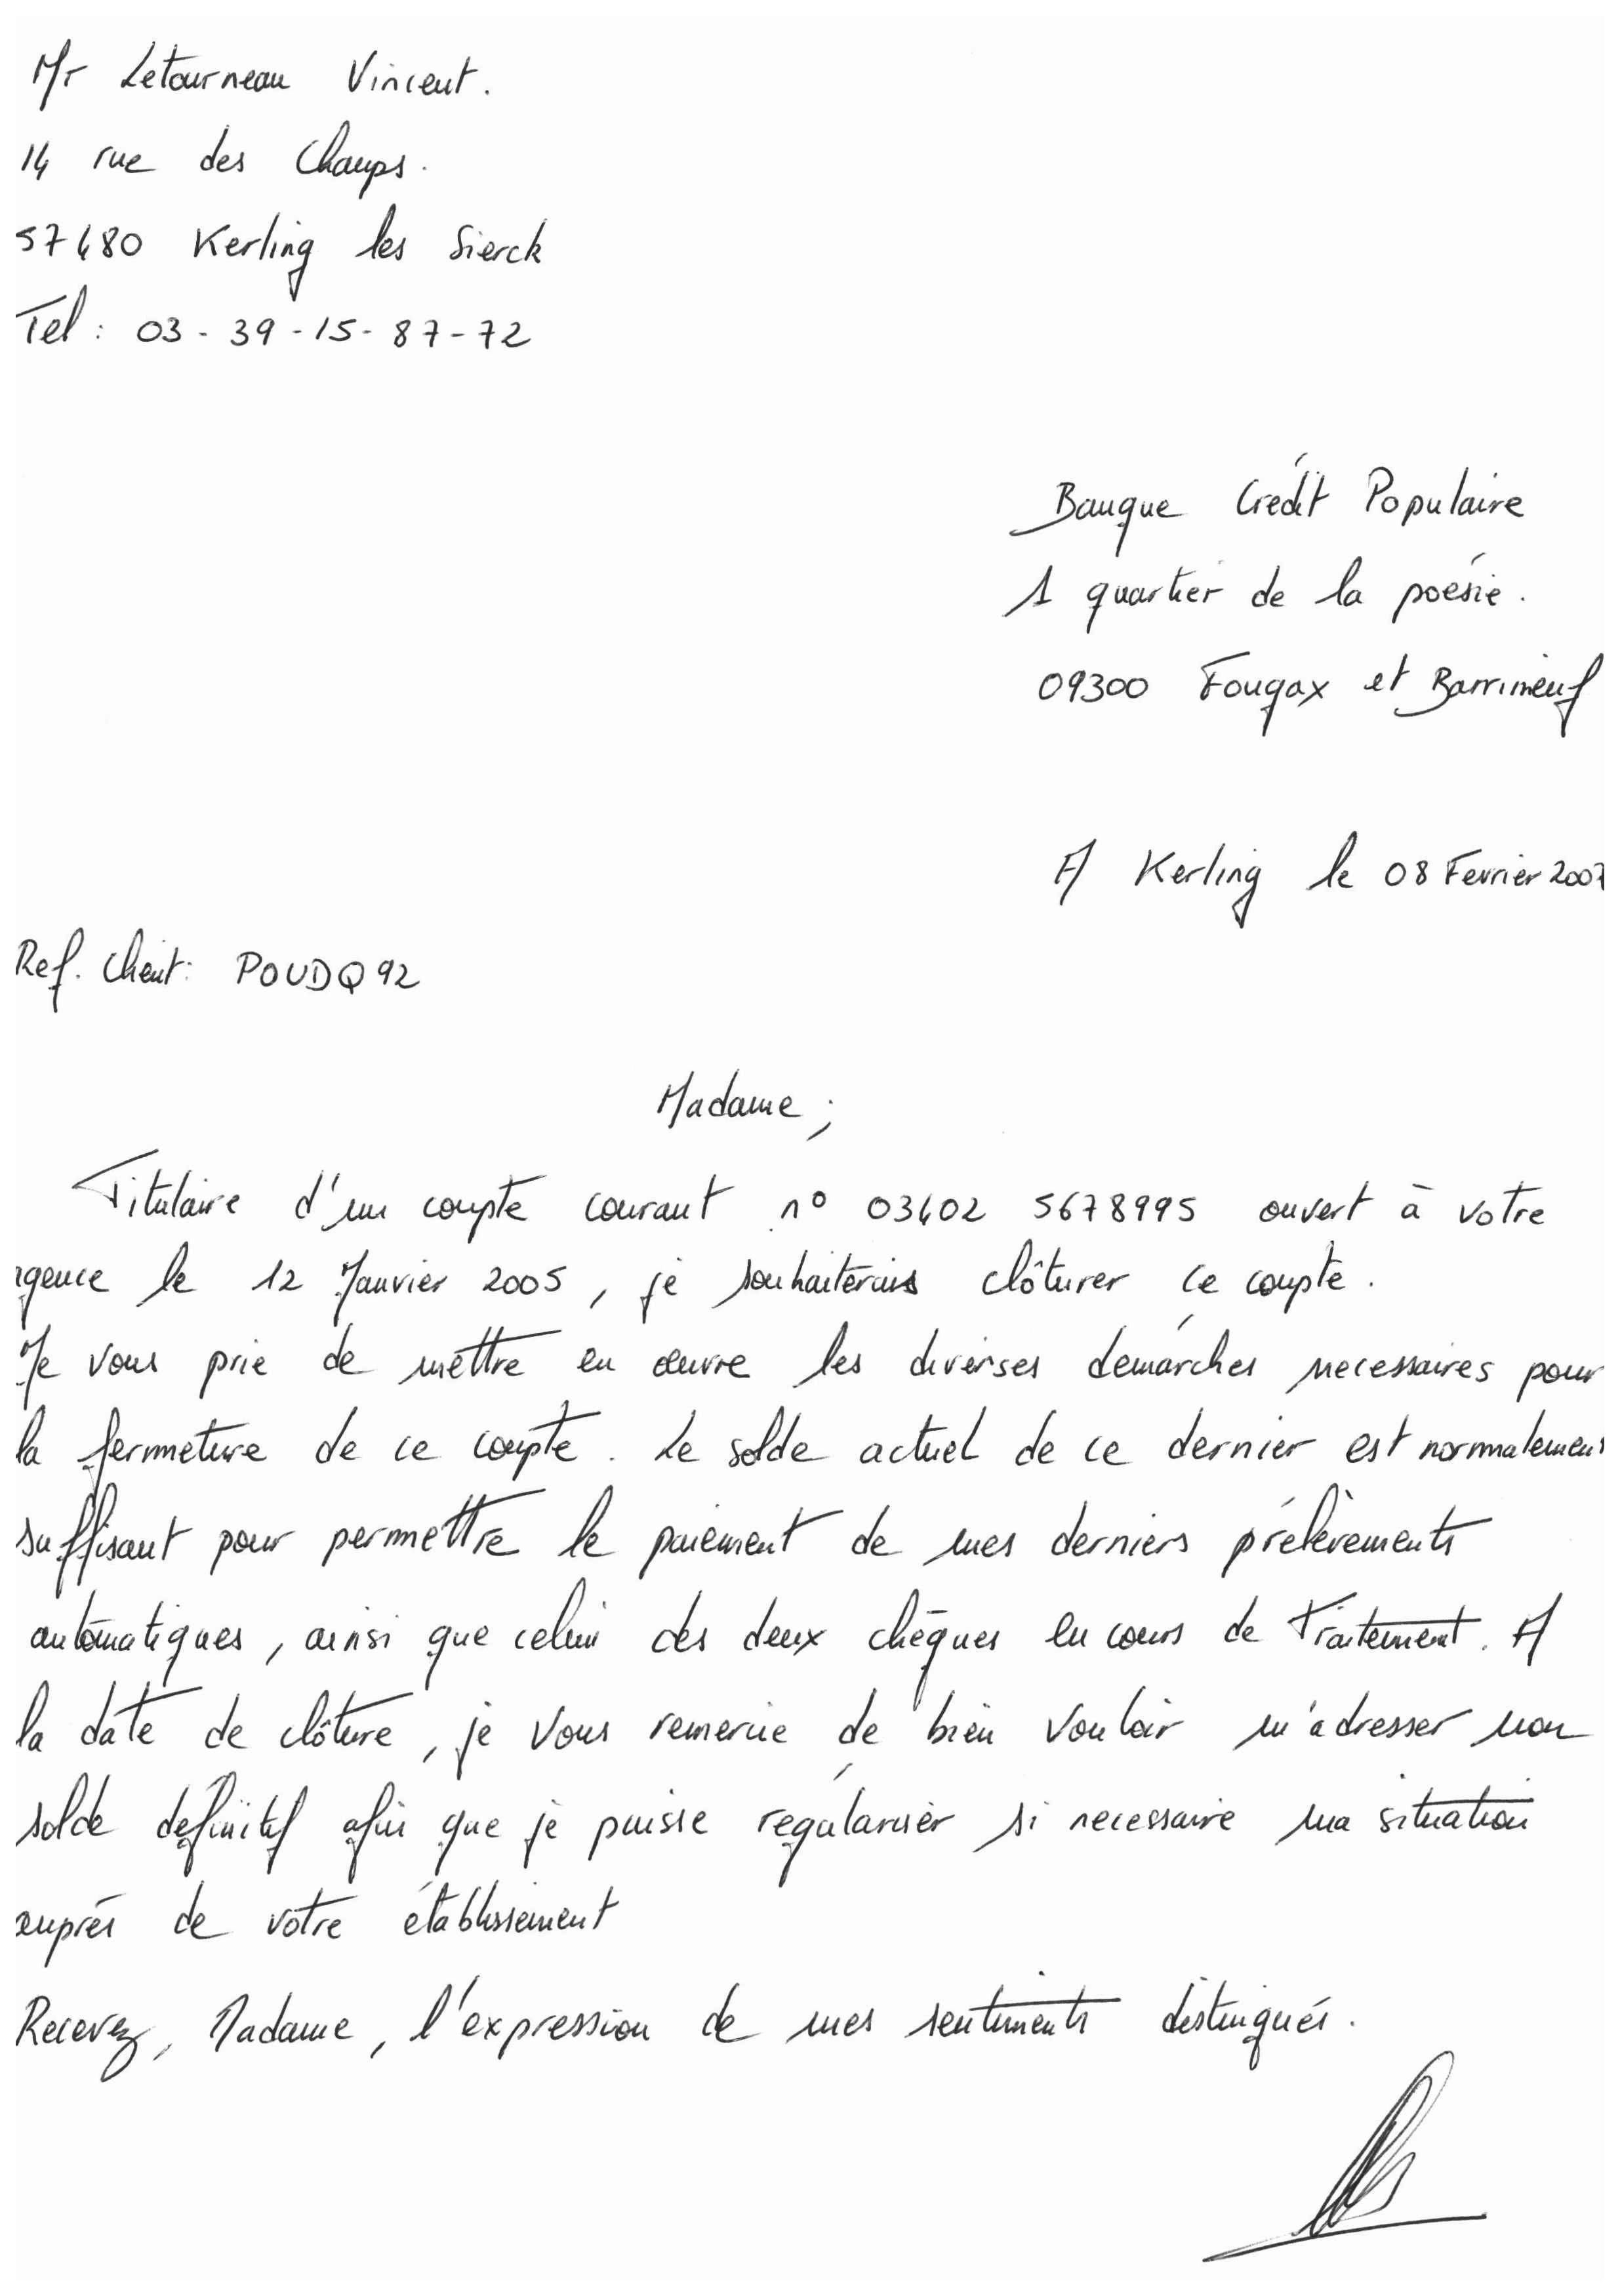 Mr Letourneau Vincent.
14 rue des Champs.
57480 Kerling les Sierck
Tel : 03 - 39 - 15 - 87 - 72
Banque Crédit Populaire
1 quartier de la poésie.
09300 Fougax et Barrineuf
A Kerling le 08 Fevrier 2007
Ref. Client : POUDQ92
Madame ;
Titulaire d'un compte courant n° 03402 5678995 ouvert à votre
agence le 12 Janvier 2005, je souhaiterais clôturer ce compte.
Je vous prie de mettre en œuvre les diverses démarches necessaires pour
la fermeture de ce compte. Le solde actuel de ce dernier est normalement
suffisant pour permettre le paiement de mes derniers prélèvements
automatiques, ainsi que celui des deux chèques en cours de Traitement. A
la date de clôture, je vous remercie de bien vouloir m'adresser mon
solde definitif afin que je puisse régulariser si necessaire ma situation
auprés de votre établissement
Recevez, Madame, l'expression de mes sentiments distingués.